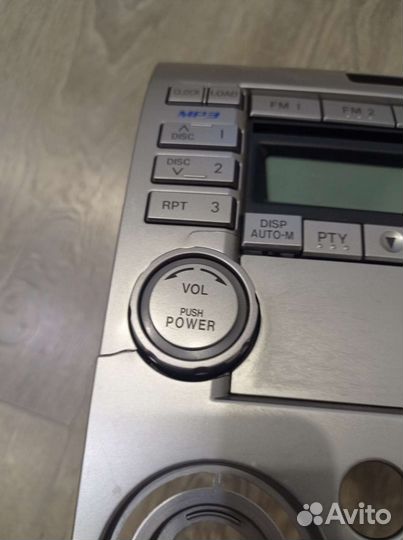 CLOCK LOAD
FM 1 FM 2
MP3
DISC 1
DISC 2
RPT 3
DISP
AUTO-M
PTY
VOL
PUSH
POWER
Avito